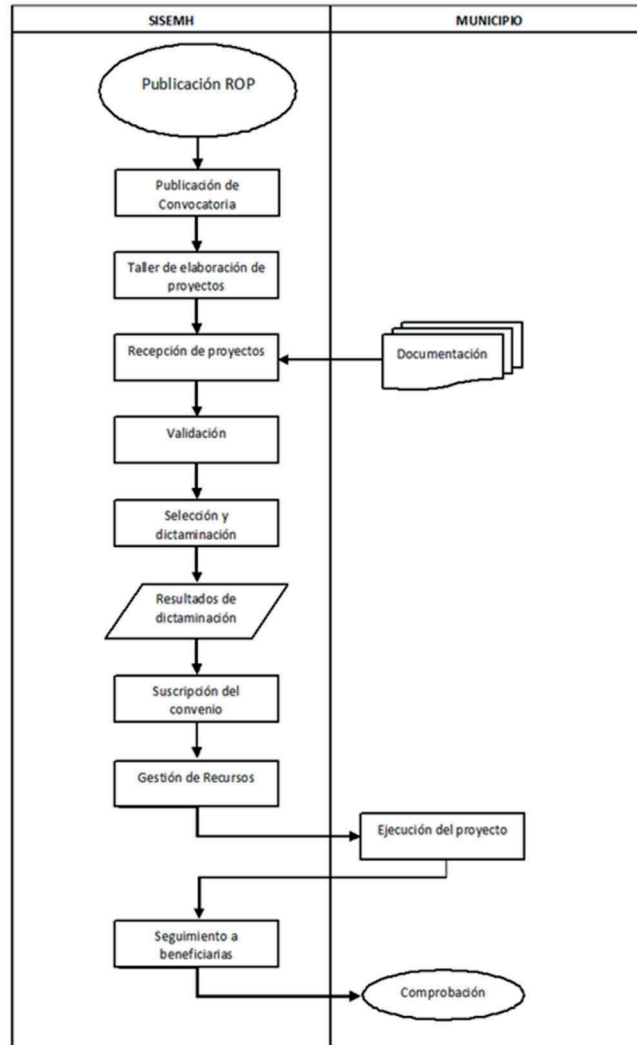 SISEMH
MUNICIPIO
Publicación ROP
Publicación de
Convocatoria
Taller de elaboración de
proyectos
Recepción de proyectos
Documentación
Validación
Selección y
dictaminación
Resultados de
dictaminación
Suscripción del
convenio
Gestión de Recursos
Ejecución del proyecto
Seguimiento a
beneficiarias
Comprobación